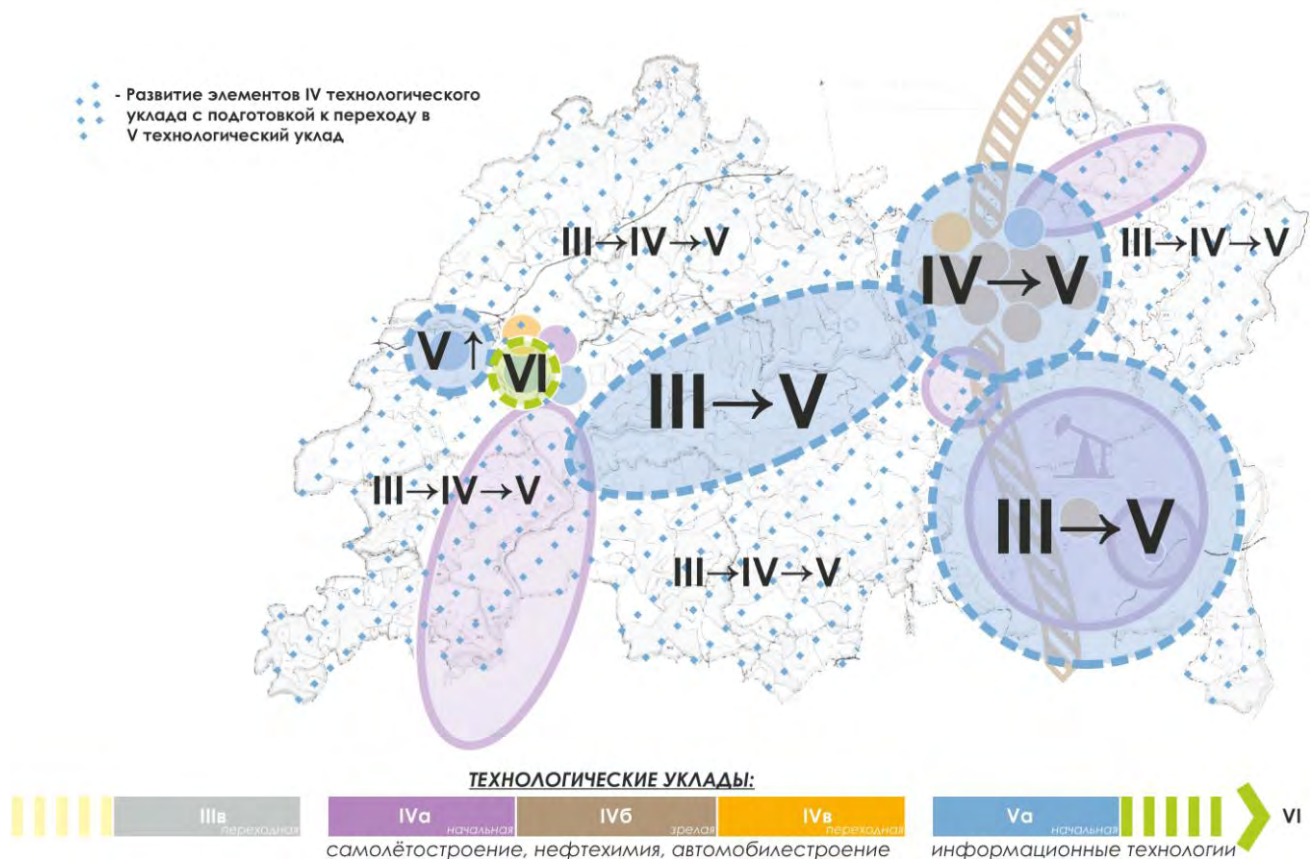 - Развитие элементов IV технологического
уклада с подготовкой к переходу в
V технологический уклад
III→IV→V
III→IV→V
IV→V
V↑
VI
III→V
III→IV→V
III→V
III→IV→V
ТЕХНОЛОГИЧЕСКИЕ УКЛАДЫ:
IIIв
переходная
IVа
начальная
IVб
зрелая
IVв
переходная
Vа
начальная
VI
самолётостроение, нефтехимия, автомобилестроение
информационные технологии